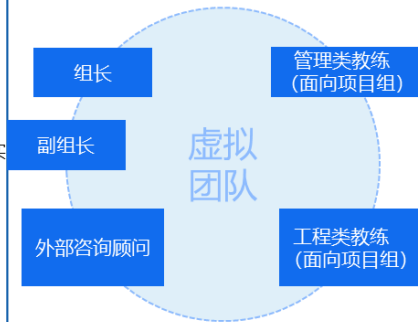 组长
管理类教练
（面向项目组）
副组长
虚拟
团队
外部咨询顾问
工程类教练
（面向项目组）